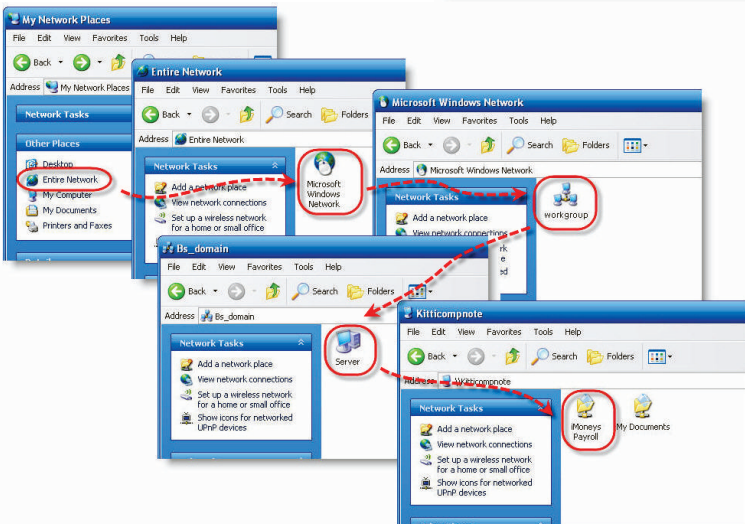 My Network Places
File Edit View Favorites Tools Help
Back
Address My Network Places
Network Tasks
Other Places
Desktop
Entire Network
My Computer
My Documents
Printers and Faxes
Entire Network
File Edit View Favorites Tools Help
Back Search Folders
Address Entire Network
Network Tasks
Add a network place
View network connections
Set up a wireless network
for a home or small office
Microsoft
Windows
Network
Microsoft Windows Network
File Edit View Favorites Tools Help
Back Search Folders
Address Microsoft Windows Network
Network Tasks
Add a network place
View network connections
workgroup
Bs_domain
File Edit View Favorites Tools Help
Back Search Folders
Address Bs_domain
Network Tasks
Add a network place
View network connections
Set up a wireless network
for a home or small office
Show icons for networked
UPnP devices
Server
Kitticompnote
File Edit View Favorites Tools Help
Back Search Folders
Address \\Kitticompnote
Network Tasks
Add a network place
View network connections
Set up a wireless network
for a home or small office
Show icons for networked
UPnP devices
iMoneys
Payroll
My Documents